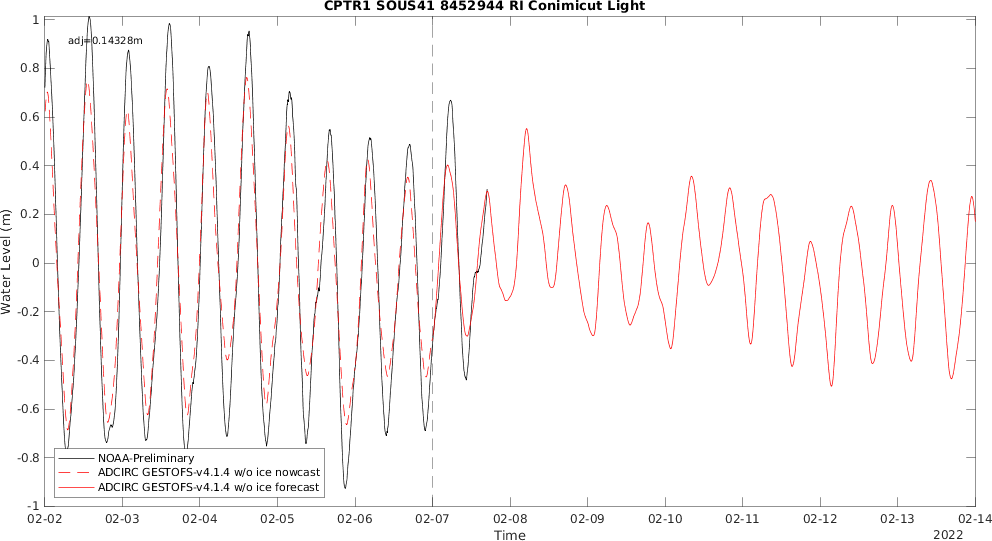 CPTR1 SOUS41 8452944 RI Conimicut Light
adj=0.14328m
1
0.8
0.6
0.4
0.2
0
-0.2
-0.4
-0.6
-0.8
-1
Water Level (m)
NOAA-Preliminary
ADCIRC GESTOFS-v4.1.4 w/o ice nowcast
ADCIRC GESTOFS-v4.1.4 w/o ice forecast
02-02 02-03 02-04 02-05 02-06 02-07 02-08 02-09 02-10 02-11 02-12 02-13 02-14
Time
2022